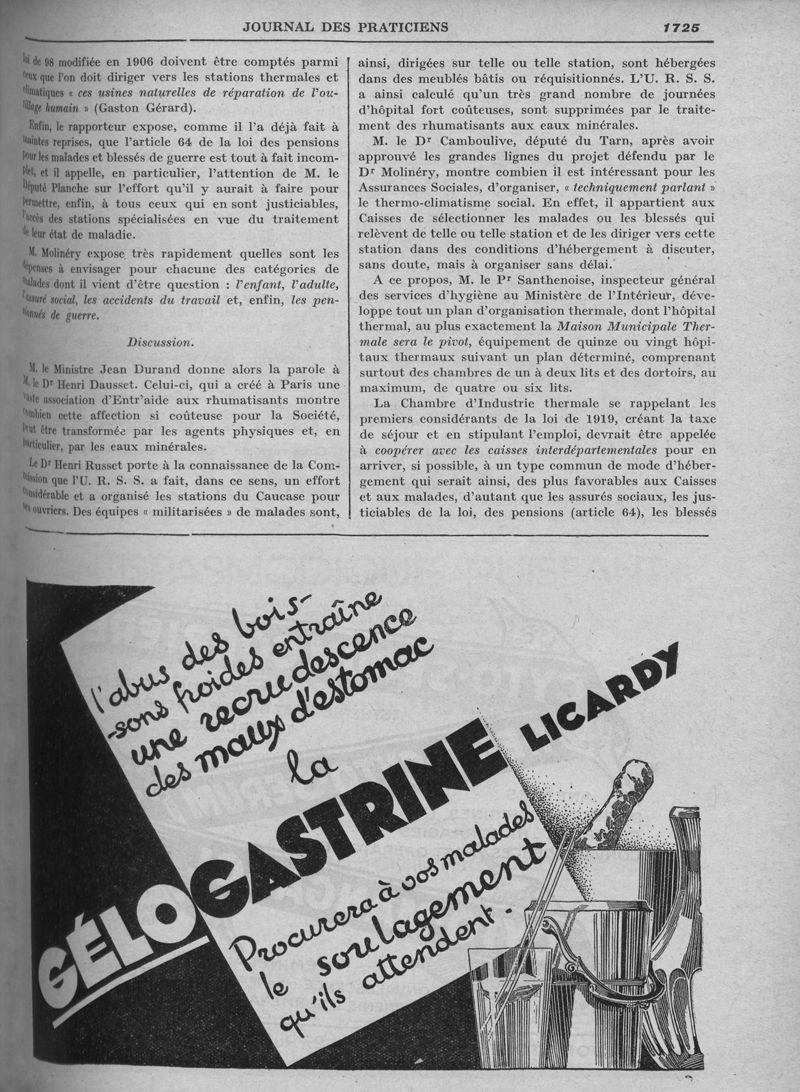 JOURNAL DES PRATICIENS
1725
loi de 98 modifiée en 1906 doivent être comptés parmi
ceux que l'on doit diriger vers les stations thermales et
climatiques « ces usines naturelles de réparation de l'ou-
tillage humain » (Gaston Gérard).
Enfin, le rapporteur expose, comme il l'a déjà fait à
maintes reprises, que l'article 64 de la loi des pensions
pour les malades et blessés de guerre est tout à fait incom-
plet, et il appelle, en particulier, l'attention de M. le
Député Planche sur l'effort qu'il y aurait à faire pour
permettre, enfin, à tous ceux qui en sont justiciables,
l'accès des stations spécialisées en vue du traitement
de leur état de maladie.
M. Molinéry expose très rapidement quelles sont les
dépenses à envisager pour chacune des catégories de
malades dont il vient d'être question : l'enfant, l'adulte,
l'assuré social, les accidents du travail et, enfin, les pen-
sionnés de guerre.
Discussion.
M. le Ministre Jean Durand donne alors la parole à
M. le Dr Henri Dausset. Celui-ci, qui a créé à Paris une
vaste association d'Entr'aide aux rhumatisants montre
combien cette affection si coûteuse pour la Société,
peut être transformée par les agents physiques et, en
particulier, par les eaux minérales.
Le Dr Henri Russet porte à la connaissance de la Com-
mission que l'U. R. S. S. a fait, dans ce sens, un effort
considérable et a organisé les stations du Caucase pour
ses ouvriers. Des équipes « militarisées » de malades sont,
ainsi, dirigées sur telle ou telle station, sont hébergées
dans des meublés bâtis ou réquisitionnés. L'U. R. S. S.
a ainsi calculé qu'un très grand nombre de journées
d'hôpital fort coûteuses, sont supprimées par le traite-
ment des rhumatisants aux eaux minérales.
M. le Dr Camboulive, député du Tarn, après avoir
approuvé les grandes lignes du projet défendu par le
Dr Molinéry, montre combien il est intéressant pour les
Assurances Sociales, d'organiser, « techniquement parlant »
le thermo-climatisme social. En effet, il appartient aux
Caisses de sélectionner les malades ou les blessés qui
relèvent de telle ou telle station et de les diriger vers cette
station dans des conditions d'hébergement à discuter,
sans doute, mais à organiser sans délai.
A ce propos, M. le Pr Santhenoise, inspecteur général
des services d'hygiène au Ministère de l'Intérieur, déve-
loppe tout un plan d'organisation thermale, dont l'hôpital
thermal, au plus exactement la Maison Municipale Ther-
male sera le pivot, équipement de quinze ou vingt hôpi-
taux thermaux suivant un plan déterminé, comprenant
surtout des chambres de un à deux lits et des dortoirs, au
maximum, de quatre ou six lits.
La Chambre d'Industrie thermale se rappelant les
premiers considérants de la loi de 1919, créant la taxe
de séjour et en stipulant l'emploi, devrait être appelée
à coopérer avec les caisses interdépartementales pour en
arriver, si possible, à un type commun de mode d'héber-
gement qui serait ainsi, des plus favorables aux Caisses
et aux malades, d'autant que les assurés sociaux, les jus-
ticiables de la loi, des pensions (article 64), les blessés
l'abus des bois-
-sons froides entraîne
une recrudescence
des maux d'estomac
la
GÉLOGASTRINE LICARDY
Procurera à vos malades
le soulagement
qu'ils attendent.